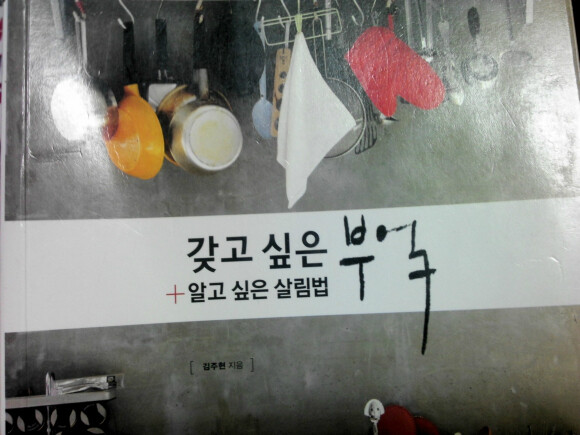 갖고 싶은 부엌
+ 알고 싶은 살림법
[ 김주현 지음 ]